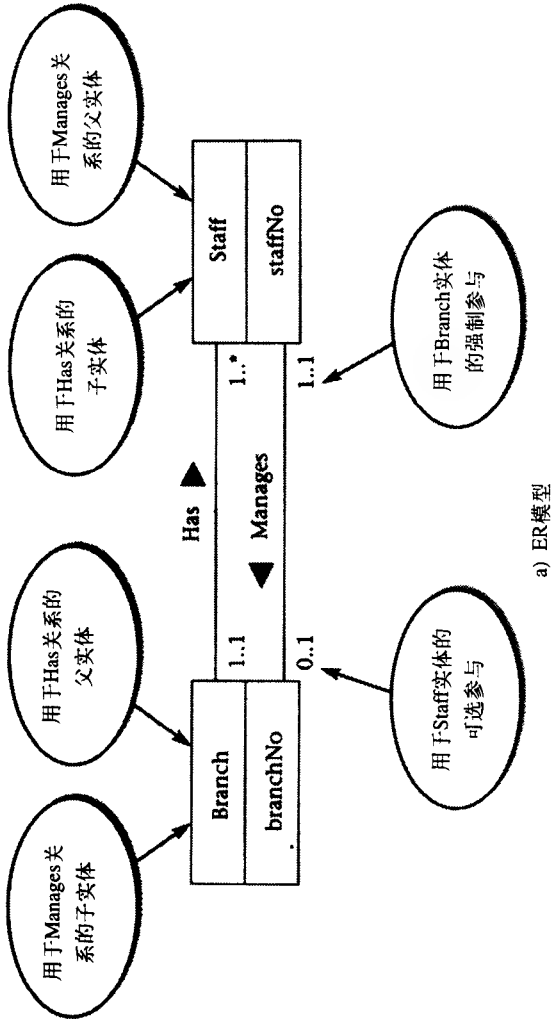 用于Manages关
系的子实体
用于Has关系的
父实体
用于Has关系的
子实体
用于Manages关
系的父实体
Branch
branchNo
Has
1..1
1..*
Manages
0..1
1..1
Staff
staffNo
用于Staff实体的
可选参与
用于Branch实体
的强制参与
a) ER模型